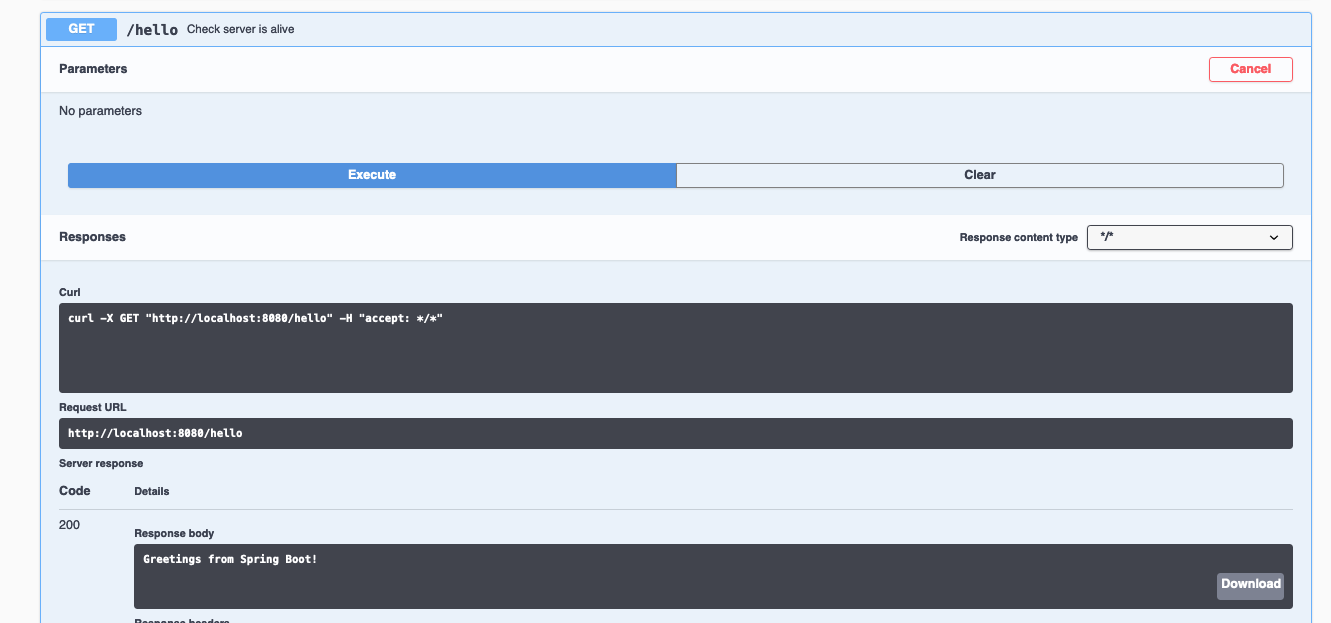 GET /hello Check server is alive
Parameters
Cancel
No parameters
Execute
Clear
Responses
Response content type */*
Curl
curl -X GET "http://localhost:8080/hello" -H "accept: */*"
Request URL
http://localhost:8080/hello
Server response
Code Details
200
Response body
Greetings from Spring Boot!
Download
Response headers